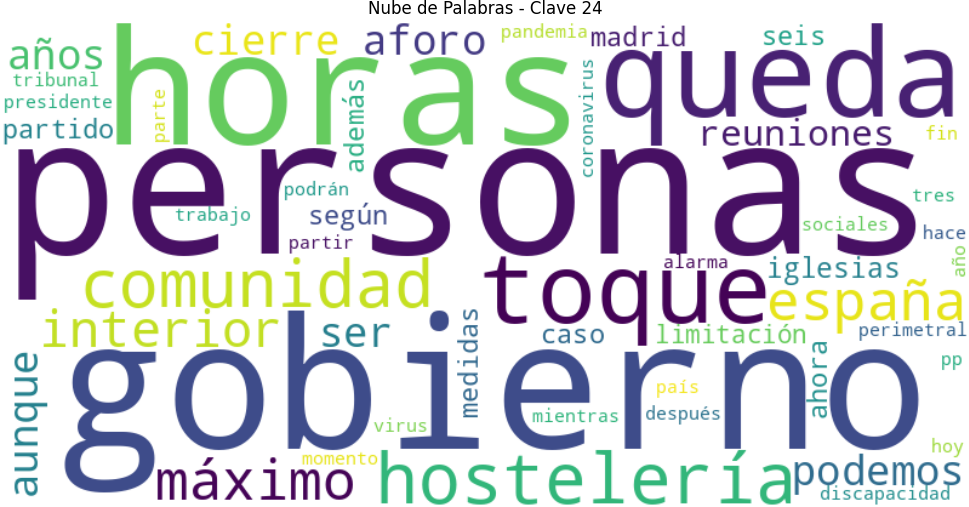 Nube de Palabras - Clave 24
años
cierre
aforo
pandemia
madrid
seis
tribunal
horas
queda
presidente
parte
además
coronavirus
partido
reuniones
fin
personas
podrán
tres
trabajo
según
sociales
partir
hace
alarma
comunidad
toque
iglesias
año
españa
interior
ser
medidas
caso
limitación
perimetral
aunque
gobierno
ahora
pp
país
mientras
después
virus
hoy
momento
máximo
hostelería
podemos
discapacidad